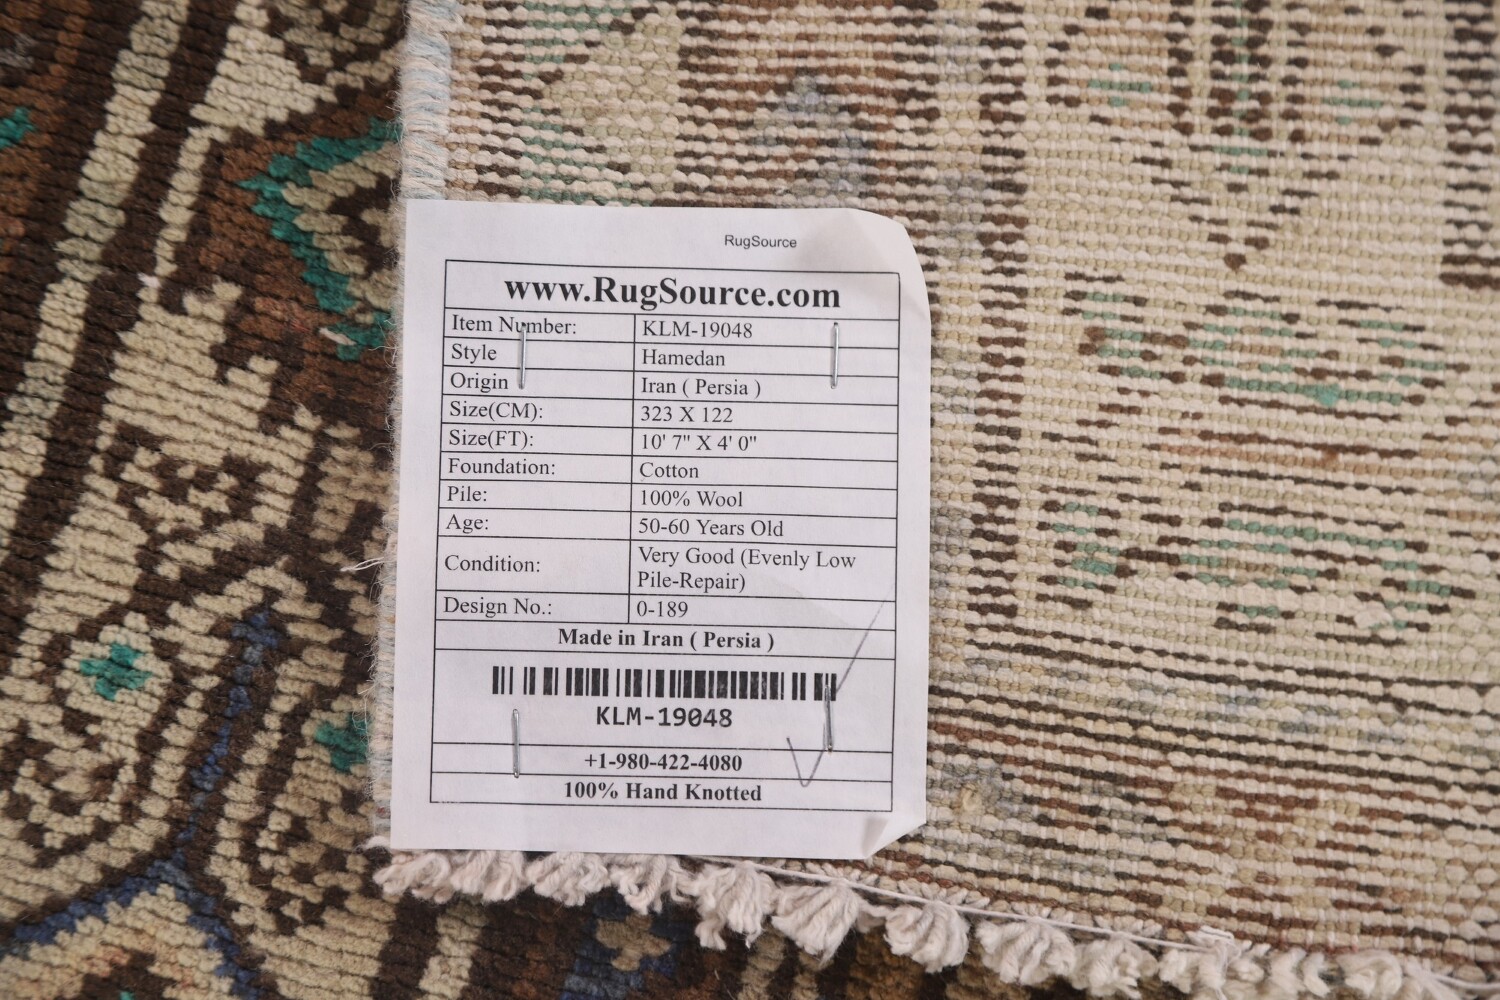 RugSource
www.RugSource.com
Item Number: KLM-19048
Style Hamedan
Origin Iran ( Persia )
Size(CM): 323 X 122
Size(FT): 10' 7" X 4' 0"
Foundation: Cotton
Pile: 100% Wool
Age: 50-60 Years Old
Condition: Very Good (Evenly Low
Pile-Repair)
Design No.: 0-189
Made in Iran ( Persia )
KLM-19048
+1-980-422-4080
100% Hand Knotted